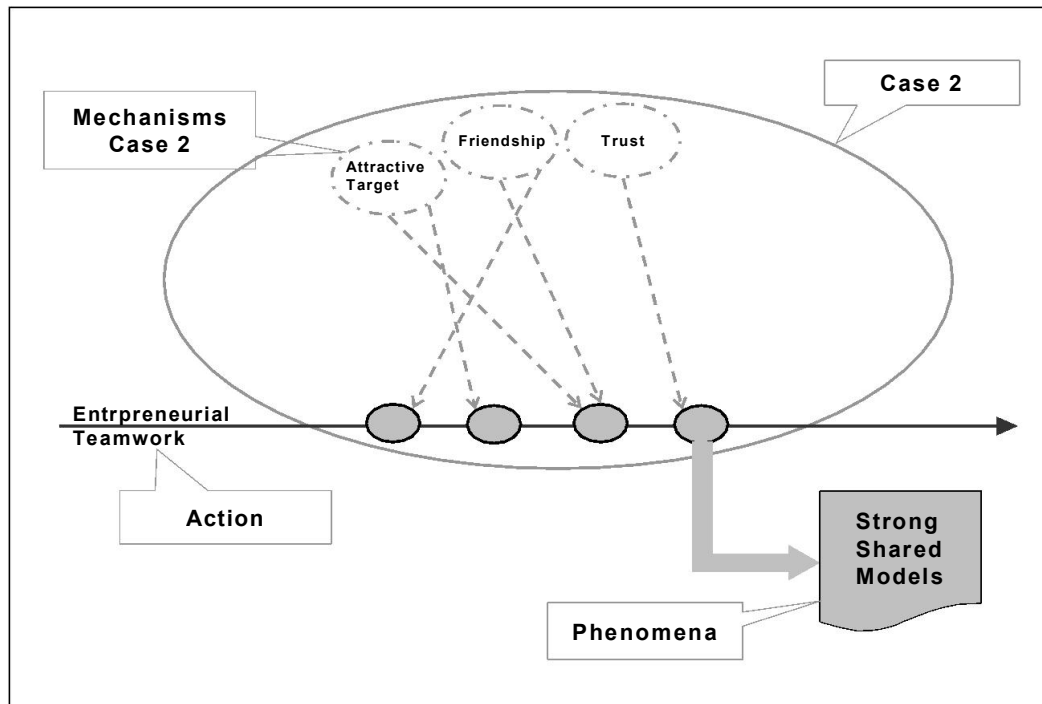 Case 2
Mechanisms
Case 2
Friendship
Trust
Attractive
Target
Entrpreneurial
Teamwork
Action
Strong
Shared
Models
Phenomena